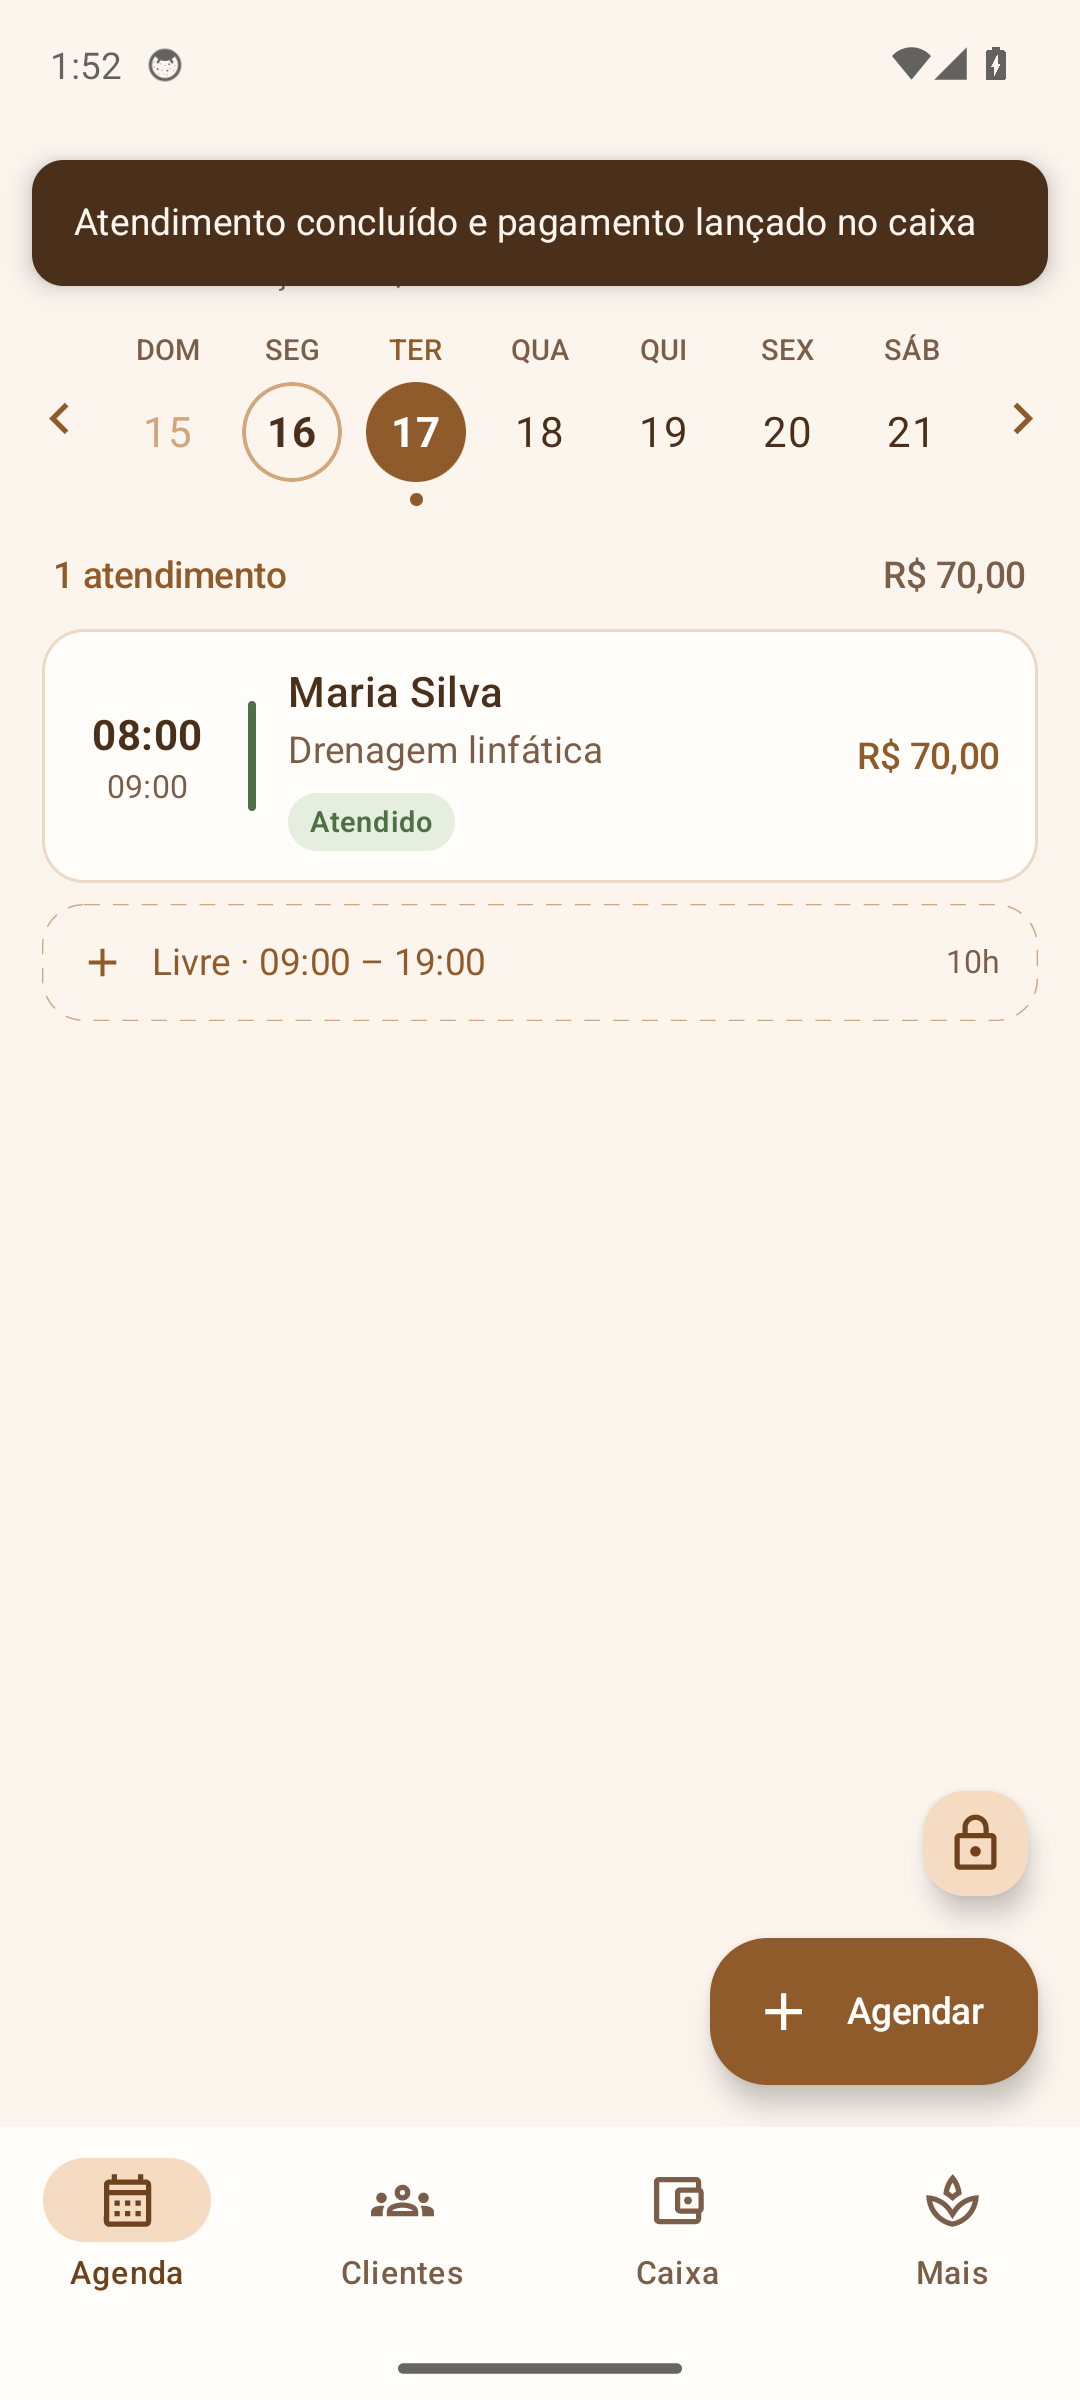 1:52
Atendimento concluído e pagamento lançado no caixa
DOM SEG TER QUA QUI SEX SÁB
15 16 17 18 19 20 21
1 atendimento R$ 70,00
Maria Silva
08:00
Drenagem linfática
R$ 70,00
09:00
Atendido
Livre · 09:00 – 19:00 10h
Agendar
Agenda Clientes Caixa Mais